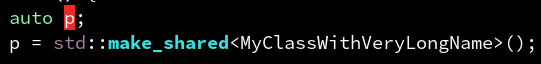 auto p;
p = std::make_shared<MyClassWithVeryLongName>();